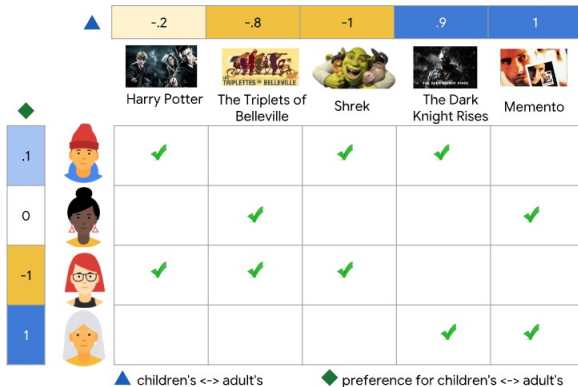 -.2 -.8 -1 .9 1
Harry Potter
The Triplets of
Belleville
Shrek
The Dark
Knight Rises
Memento
.1
0
-1
1
children's <-> adult's
preference for children's <-> adult's